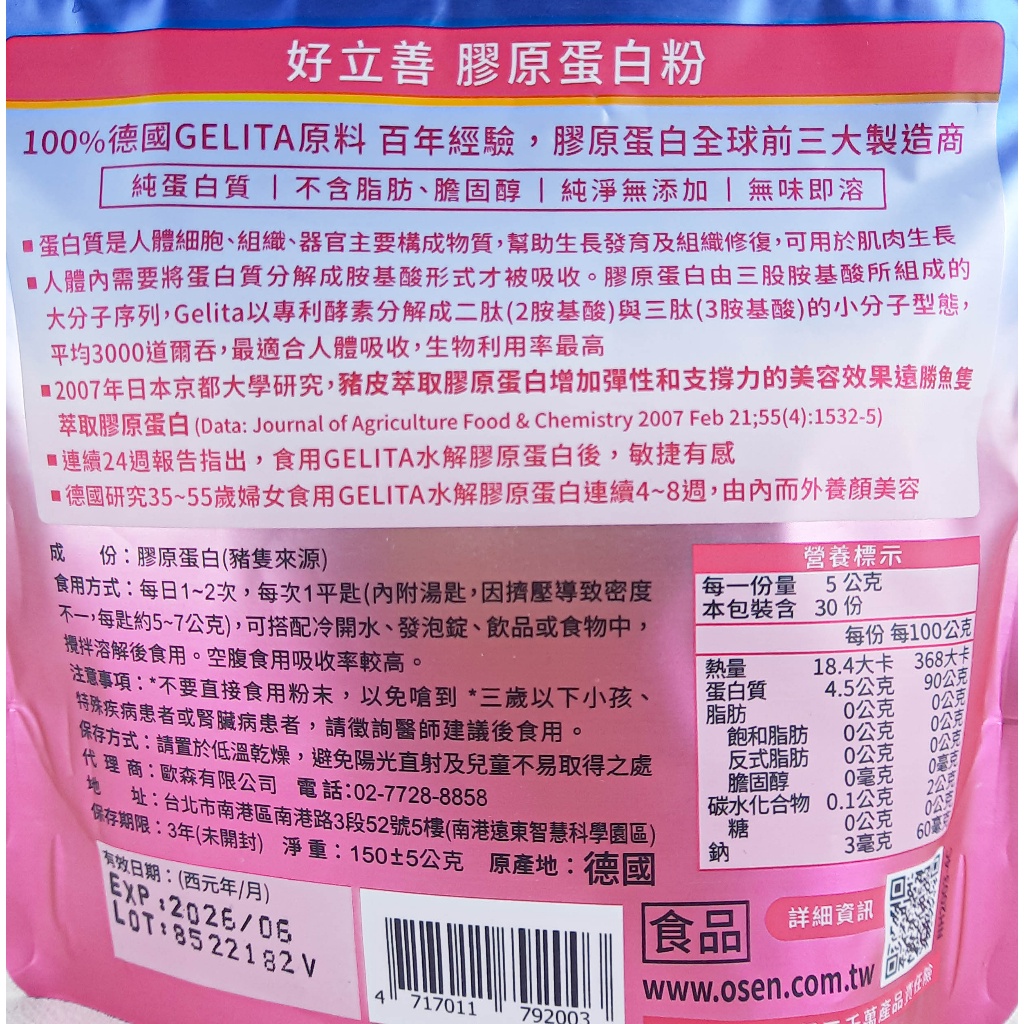 好立善 膠原蛋白粉
100%德國GELITA原料 百年經驗，膠原蛋白全球前三大製造商
純蛋白質 | 不含脂肪、膽固醇 | 純淨無添加 | 無味即溶
■ 蛋白質是人體細胞、組織、器官主要構成物質，幫助生長發育及組織修復，可用於肌肉生長
■ 人體內需要將蛋白質分解成胺基酸形式才被吸收。膠原蛋白由三股胺基酸所組成的
大分子序列，Gelita以專利酵素分解成二肽(2胺基酸)與三肽(3胺基酸)的小分子型態，
平均3000道爾吞，最適合人體吸收，生物利用率最高
■ 2007年日本京都大學研究，豬皮萃取膠原蛋白增加彈性和支撐力的美容效果遠勝魚隻
萃取膠原蛋白 (Data: Journal of Agriculture Food & Chemistry 2007 Feb 21;55(4):1532-5)
■ 連續24週報告指出，食用GELITA水解膠原蛋白後，敏捷有感
■ 德國研究35~55歲婦女食用GELITA水解膠原蛋白連續4~8週，由內而外養顏美容
成 份：膠原蛋白(豬隻來源)
食用方式：每日1~2次，每次1平匙(內附湯匙，因擠壓導致密度
不一，每匙約5~7公克)，可搭配冷開水、發泡錠、飲品或食物中，
攪拌溶解後食用。空腹食用吸收率較高。
注意事項：*不要直接食用粉末，以免嗆到 *三歲以下小孩、
特殊疾病患者或腎臟病患者，請徵詢醫師建議後食用。
保存方式：請置於低溫乾燥，避免陽光直射及兒童不易取得之處
代 理 商：歐森有限公司 電話:02-7728-8858
地 址：台北市南港區南港路3段52號5樓(南港遠東智慧科學園區)
保存期限：3年(未開封) 淨重：150±5公克 原產地：德國
有效日期：(西元年/月)
EXP:2026/06
LOT:8522182V
4 717011 792003
營養標示
每一份量 5 公克
本包裝含 30 份
每份 每100公克
熱量 18.4大卡 368大卡
蛋白質 4.5公克 90公克
脂肪 0公克 0公克
飽和脂肪 0公克 0公克
反式脂肪 0公克 0公克
膽固醇 0毫克 0毫克
碳水化合物 0.1公克 2公克
糖 0公克 0公克
鈉 3毫克 60毫克
食品
詳細資訊
www.osen.com.tw
千萬產品責任險